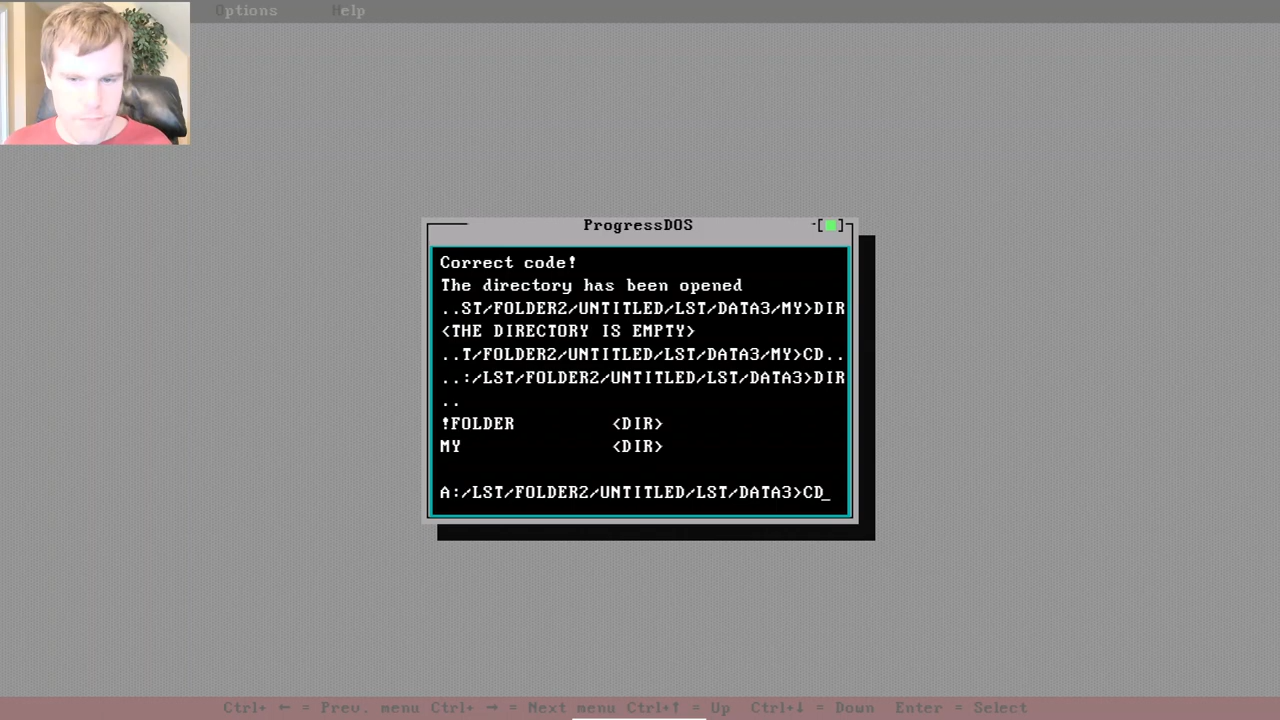 Options Help
ProgressDOS
Correct code!
The directory has been opened
..ST/FOLDER2/UNTITLED/LST/DATA3/MY>DIR
<THE DIRECTORY IS EMPTY>
..T/FOLDER2/UNTITLED/LST/DATA3/MY>CD..
..:/LST/FOLDER2/UNTITLED/LST/DATA3>DIR
..
!FOLDER <DIR>
MY <DIR>
A:/LST/FOLDER2/UNTITLED/LST/DATA3>CD_
Ctrl+ ← = Prev. menu Ctrl+ → = Next menu Ctrl+↑ = Up Ctrl+↓ = Down Enter = Select